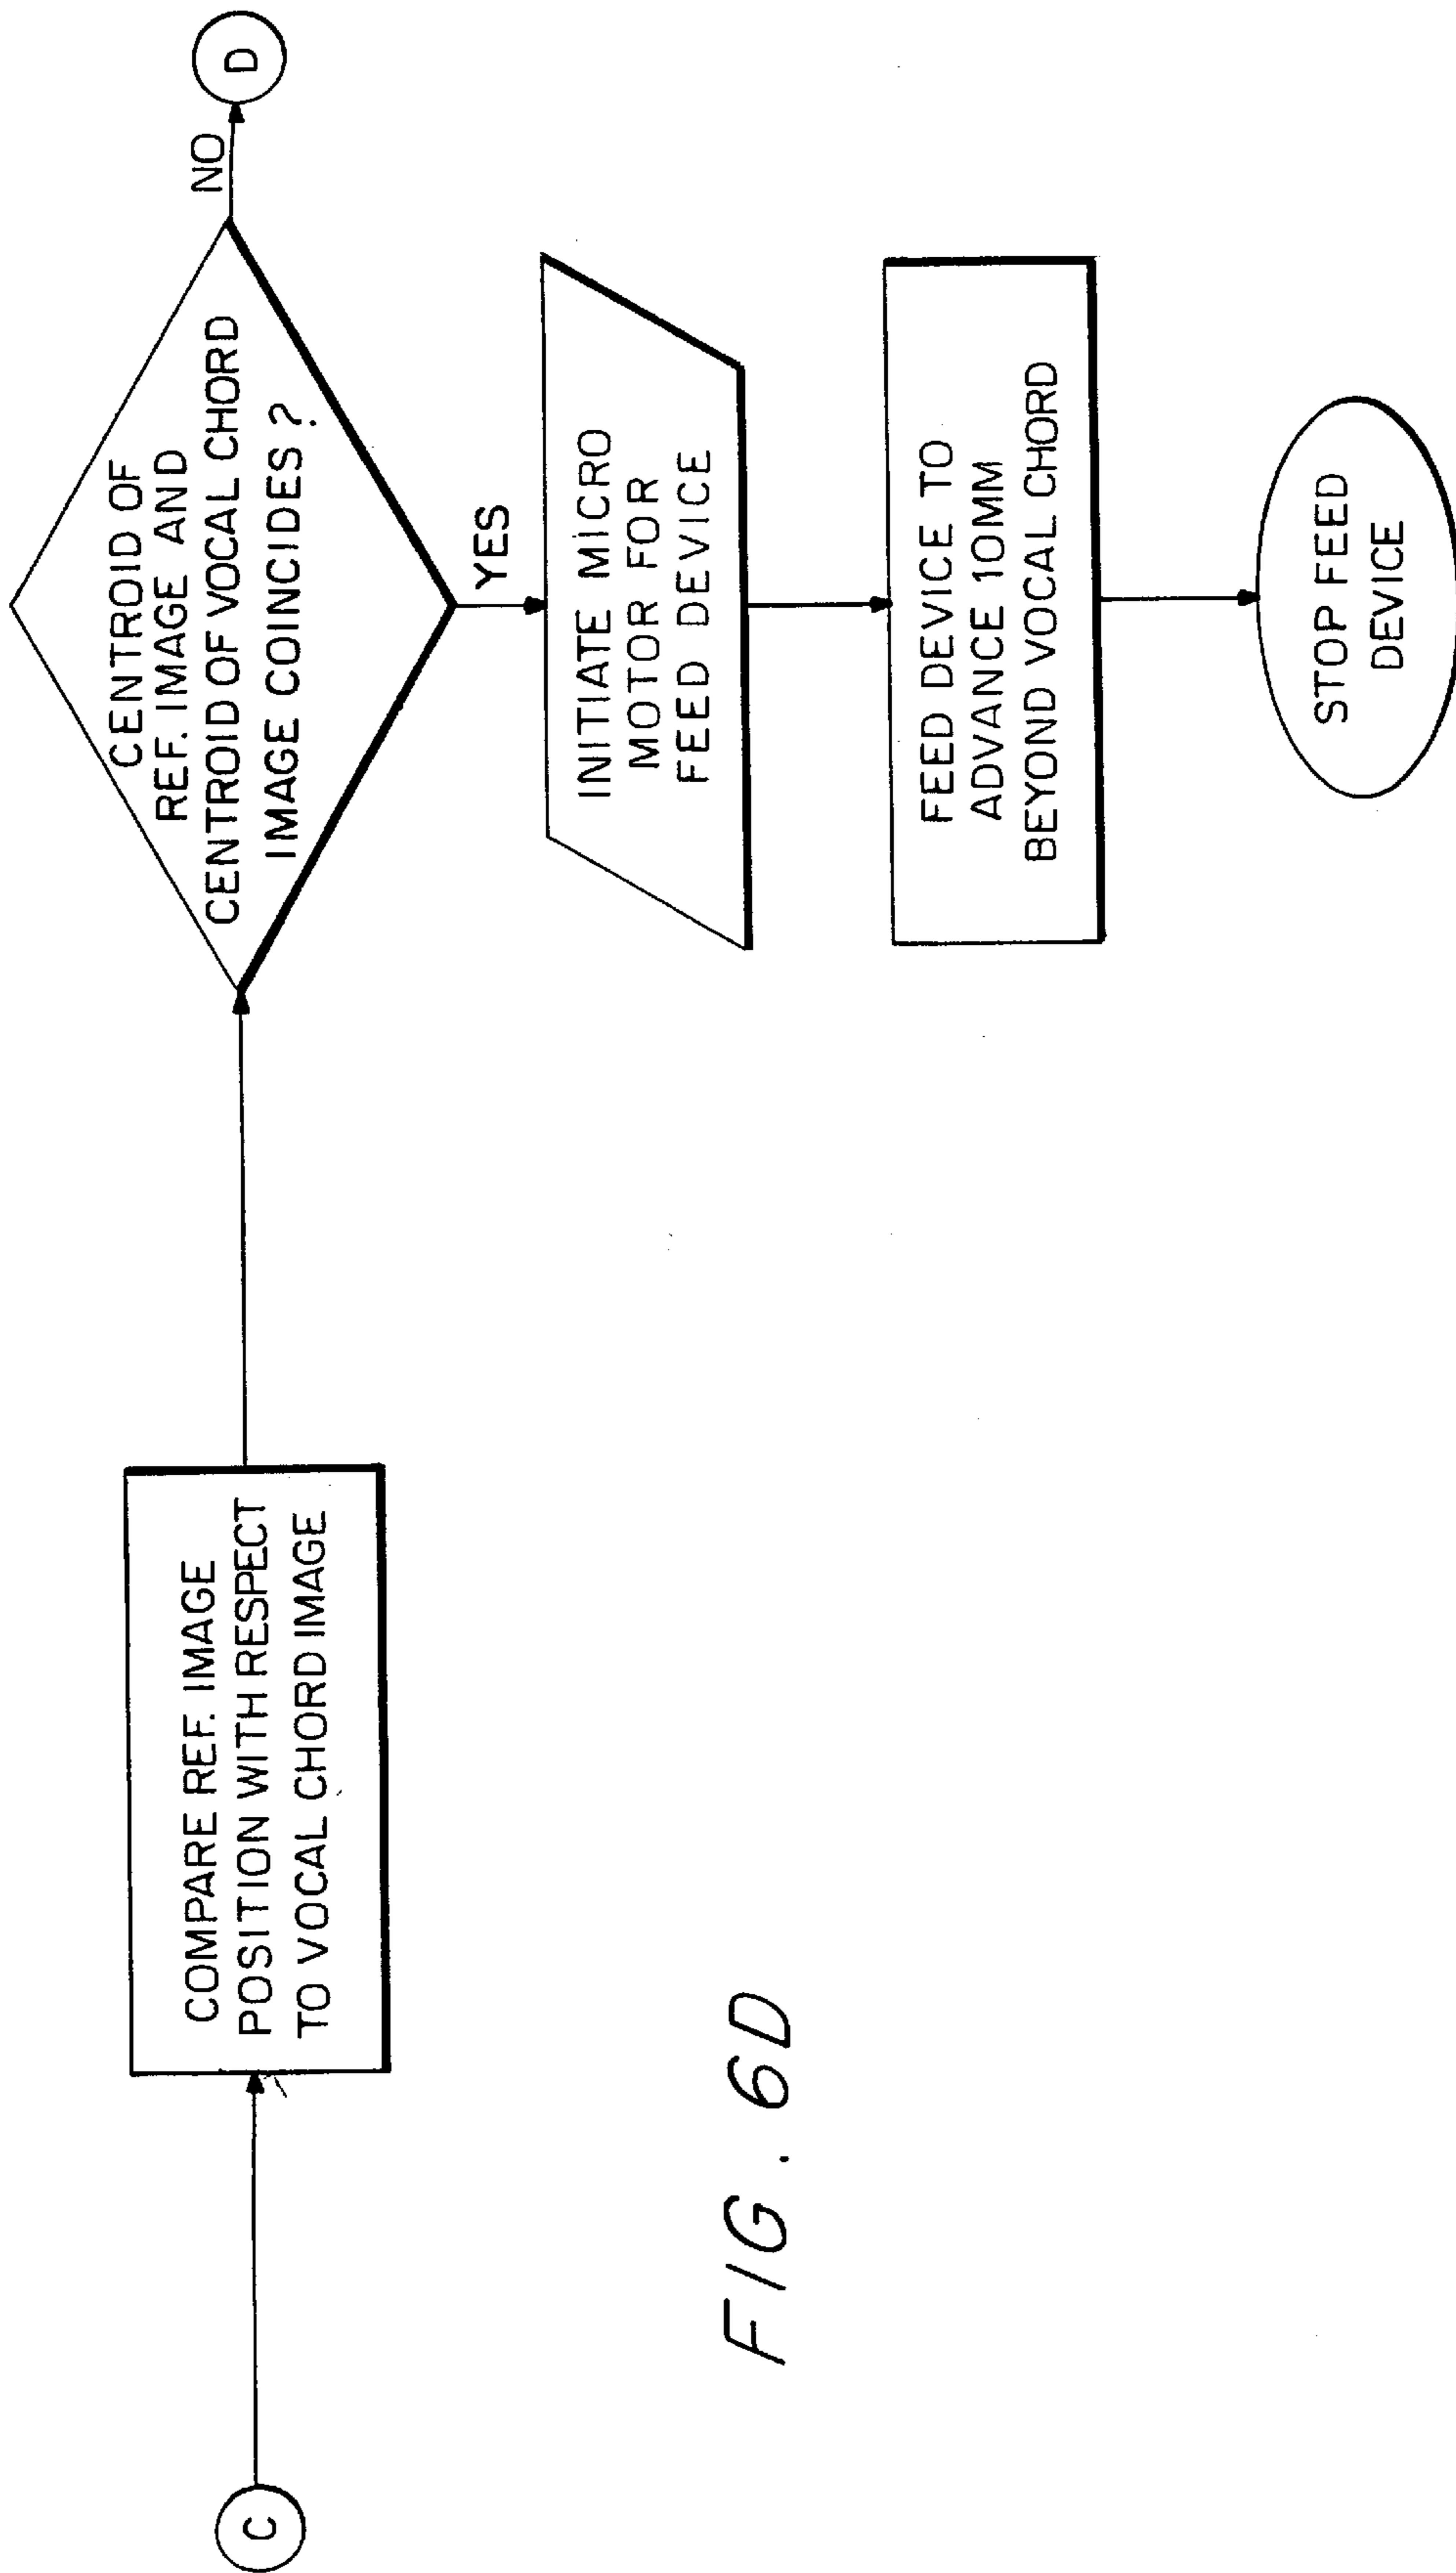 C
COMPARE REF. IMAGE
POSITION WITH RESPECT
TO VOCAL CHORD IMAGE
CENTROID OF
REF. IMAGE AND
CENTROID OF VOCAL CHORD
IMAGE COINCIDES ?
NO
D
YES
INITIATE MICRO
MOTOR FOR
FEED DEVICE
FEED DEVICE TO
ADVANCE 10MM
BEYOND VOCAL CHORD
STOP FEED
DEVICE
FIG. 6D